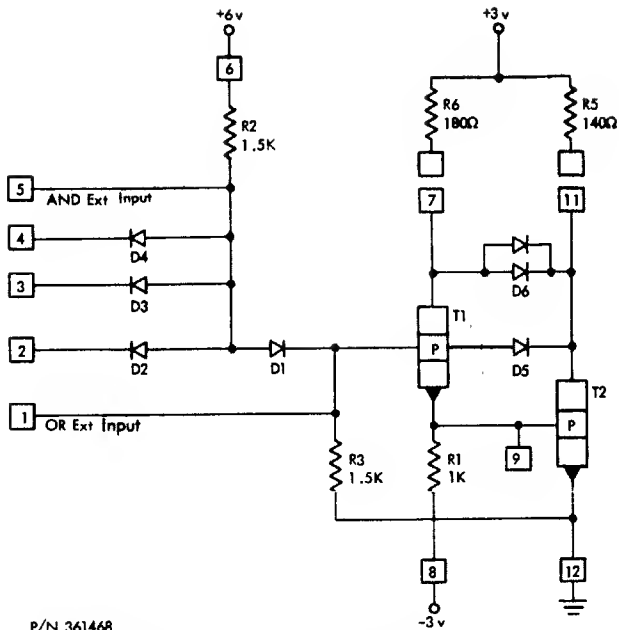 +6 v
+3 v
6
R6
180Ω
R5
140Ω
R2
1.5K
5
AND Ext Input
7
11
4
D4
D6
3
D3
T1
2
D2
D1
P
D5
T2
1
OR Ext Input
P
R3
1.5K
R1
1K
9
8
12
-3 v
P/N 361468